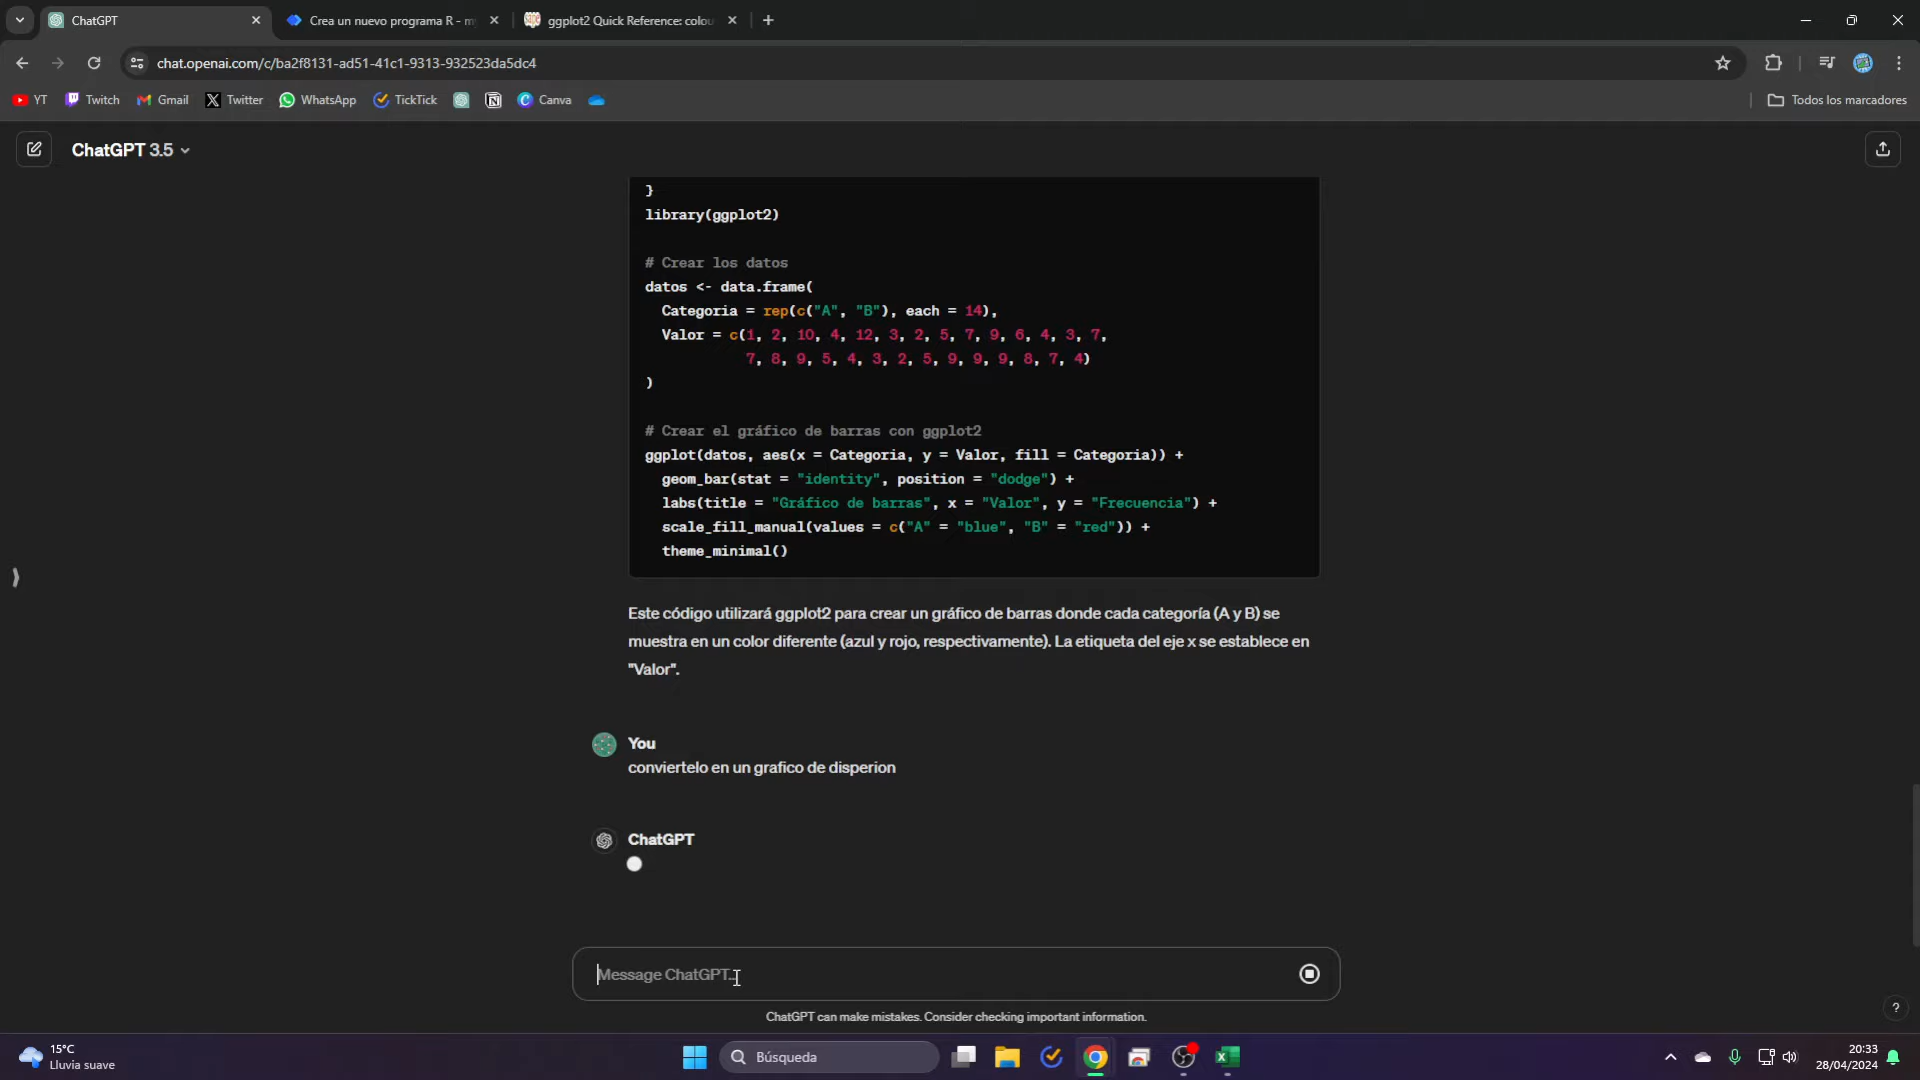 ChatGPT
Crea un nuevo programa R - my
ggplot2 Quick Reference: colou
chat.openai.com/c/ba2f8131-ad51-41c1-9313-932523da5dc4
YT
Twitch
Gmail
Twitter
WhatsApp
TickTick
Canva
Todos los marcadores
ChatGPT 3.5
}
library(ggplot2)
# Crear los datos
datos <- data.frame(
Categoria = rep(c("A", "B"), each = 14),
Valor = c(1, 2, 10, 4, 12, 3, 2, 5, 7, 9, 6, 4, 3, 7,
7, 8, 9, 5, 4, 3, 2, 5, 9, 9, 9, 8, 7, 4)
)
# Crear el gráfico de barras con ggplot2
ggplot(datos, aes(x = Categoria, y = Valor, fill = Categoria)) +
geom_bar(stat = "identity", position = "dodge") +
labs(title = "Gráfico de barras", x = "Valor", y = "Frecuencia") +
scale_fill_manual(values = c("A" = "blue", "B" = "red")) +
theme_minimal()
Este código utilizará ggplot2 para crear un gráfico de barras donde cada categoría (A y B) se
muestra en un color diferente (azul y rojo, respectivamente). La etiqueta del eje x se establece en
"Valor".
You
conviertelo en un grafico de disperion
ChatGPT
Message ChatGPT...
ChatGPT can make mistakes. Consider checking important information.
?
15°C
Lluvia suave
Búsqueda
20:33
28/04/2024